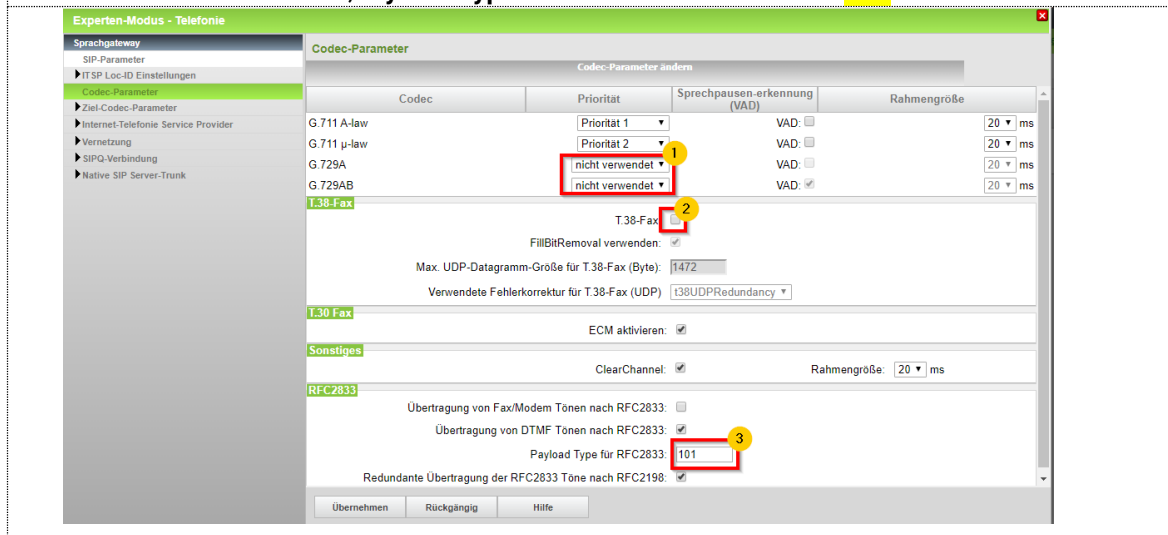 Experten-Modus - Telefonie
Sprachgateway
SIP-Parameter
ITSP Loc-ID Einstellungen
Codec-Parameter
Ziel-Codec-Parameter
Internet-Telefonie Service Provider
Vernetzung
SIPQ-Verbindung
Native SIP Server-Trunk
Codec-Parameter
Codec-Parameter ändern
Codec Priorität Sprechpausen-erkennung (VAD) Rahmengröße
G.711 A-law Priorität 1 VAD: 20 ms
G.711 µ-law Priorität 2 VAD: 20 ms
1
G.729A nicht verwendet VAD: 20 ms
G.729AB nicht verwendet VAD: 20 ms
T.38-Fax
2
T.38-Fax:
FillBitRemoval verwenden:
Max. UDP-Datagramm-Größe für T.38-Fax (Byte): 1472
Verwendete Fehlerkorrektur für T.38-Fax (UDP) t38UDPRedundancy
T.30 Fax
ECM aktivieren:
Sonstiges
ClearChannel: Rahmengröße: 20 ms
RFC2833
Übertragung von Fax/Modem Tönen nach RFC2833:
Übertragung von DTMF Tönen nach RFC2833:
3
Payload Type für RFC2833: 101
Redundante Übertragung der RFC2833 Töne nach RFC2198:
Übernehmen Rückgängig Hilfe